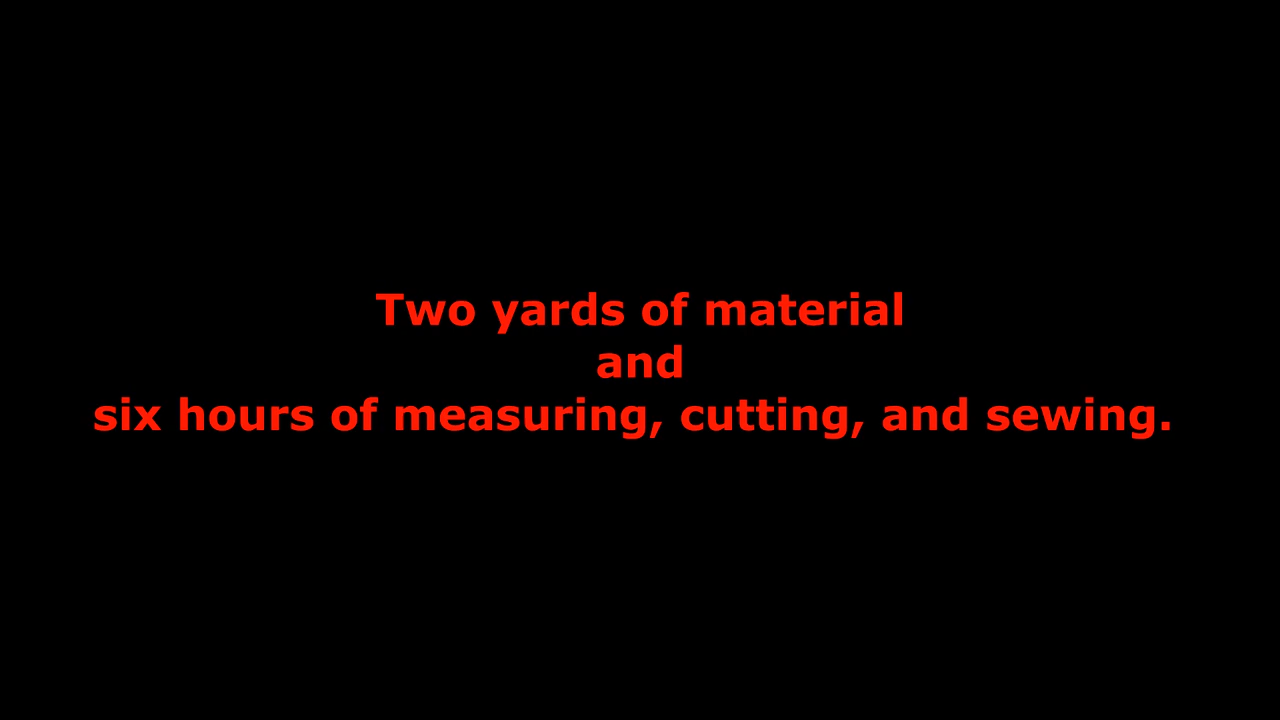 Two yards of material
and
six hours of measuring, cutting, and sewing.